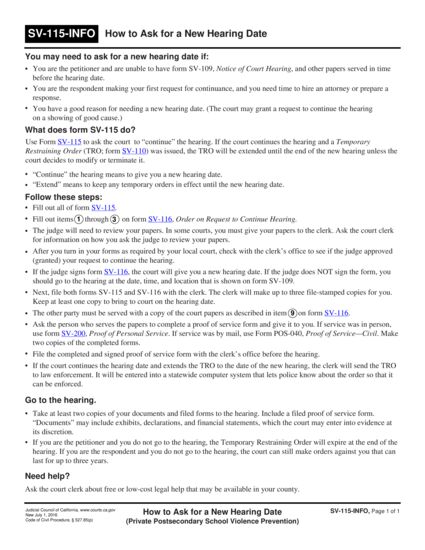 SV-115-INFO How to Ask for a New Hearing Date
You may need to ask for a new hearing date if:
• You are the petitioner and are unable to have form SV-109, Notice of Court Hearing, and other papers served in time
before the hearing date.
• You are the respondent making your first request for continuance, and you need time to hire an attorney or prepare a
response.
• You have a good reason for needing a new hearing date. (The court may grant a request to continue the hearing
on a showing of good cause.)
What does form SV-115 do?
Use Form SV-115 to ask the court to “continue” the hearing. If the court continues the hearing and a Temporary
Restraining Order (TRO; form SV-110) was issued, the TRO will be extended until the end of the new hearing unless the
court decides to modify or terminate it.
• “Continue” the hearing means to give you a new hearing date.
• “Extend” means to keep any temporary orders in effect until the new hearing date.
Follow these steps:
• Fill out all of form SV-115.
• Fill out items 1 through 3 on form SV-116, Order on Request to Continue Hearing.
• The judge will need to review your papers. In some courts, you must give your papers to the clerk. Ask the court clerk
for information on how you ask the judge to review your papers.
• After you turn in your forms as required by your local court, check with the clerk’s office to see if the judge approved
(granted) your request to continue the hearing.
• If the judge signs form SV-116, the court will give you a new hearing date. If the judge does NOT sign the form, you
should go to the hearing at the date, time, and location that is shown on form SV-109.
• Next, file both forms SV-115 and SV-116 with the clerk. The clerk will make up to three file-stamped copies for you.
Keep at least one copy to bring to court on the hearing date.
• The other party must be served with a copy of the court papers as described in item 9 on form SV-116.
• Ask the person who serves the papers to complete a proof of service form and give it to you. If service was in person,
use form SV-200, Proof of Personal Service. If service was by mail, use Form POS-040, Proof of Service—Civil. Make
two copies of the completed forms.
• File the completed and signed proof of service form with the clerk’s office before the hearing.
• If the court continues the hearing date and extends the TRO to the date of the new hearing, the clerk will send the TRO
to law enforcement. It will be entered into a statewide computer system that lets police know about the order so that it
can be enforced.
Go to the hearing.
• Take at least two copies of your documents and filed forms to the hearing. Include a filed proof of service form.
“Documents” may include exhibits, declarations, and financial statements, which the court may enter into evidence at
its discretion.
• If you are the petitioner and you do not go to the hearing, the Temporary Restraining Order will expire at the end of the
hearing. If you are the respondent and you do not go to the hearing, the court can still make orders against you that can
last for up to three years.
Need help?
Ask the court clerk about free or low-cost legal help that may be available in your county.
Judicial Council of California, www.courts.ca.gov
New July 1, 2016
Code of Civil Procedure, § 527.85(p)
How to Ask for a New Hearing Date
(Private Postsecondary School Violence Prevention)
SV-115-INFO, Page 1 of 1